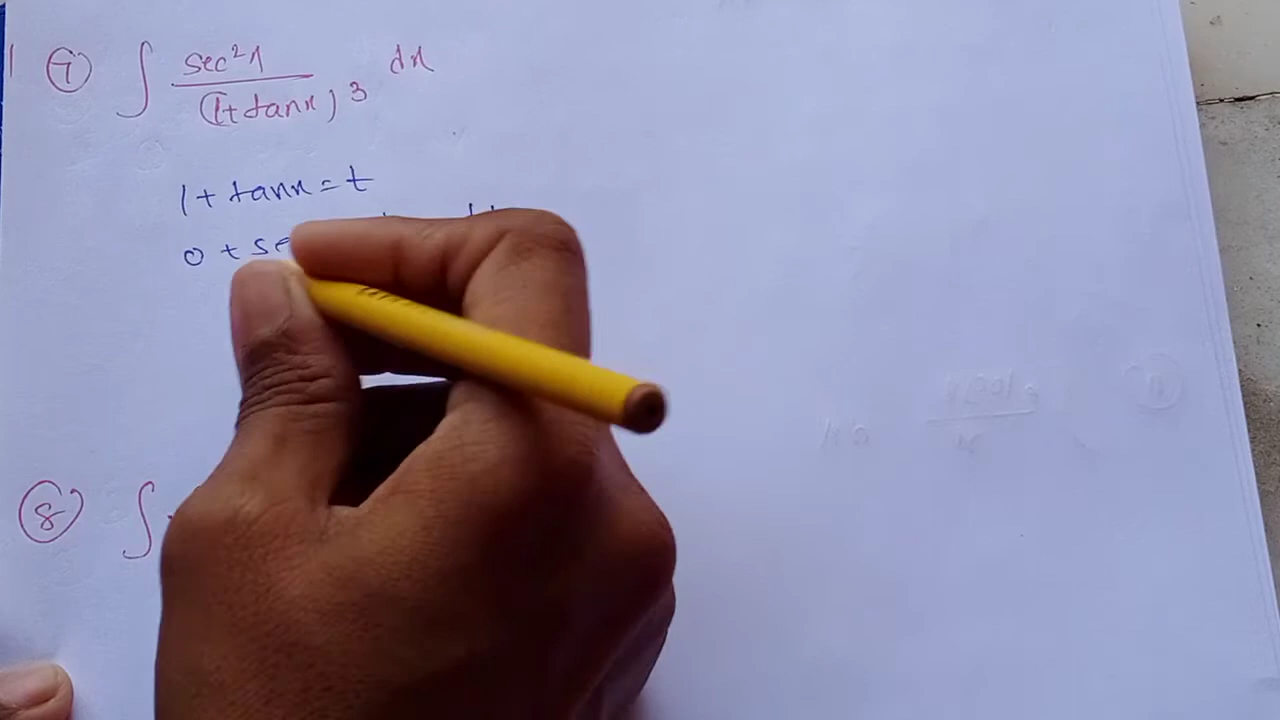 7 ∫ sec²x / (1+tanx)³ dx
1 + tanx = t
0 + se
8 ∫